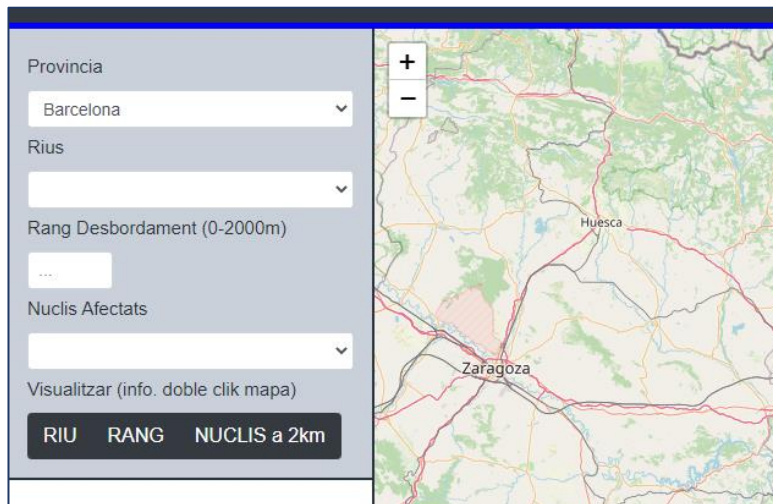 Provincia
Barcelona
Rius
Rang Desbordament (0-2000m)
...
Nuclis Afectats
Visualitzar (info. doble clik mapa)
RIU RANG NUCLIS a 2km
+
−
Huesca
Zaragoza